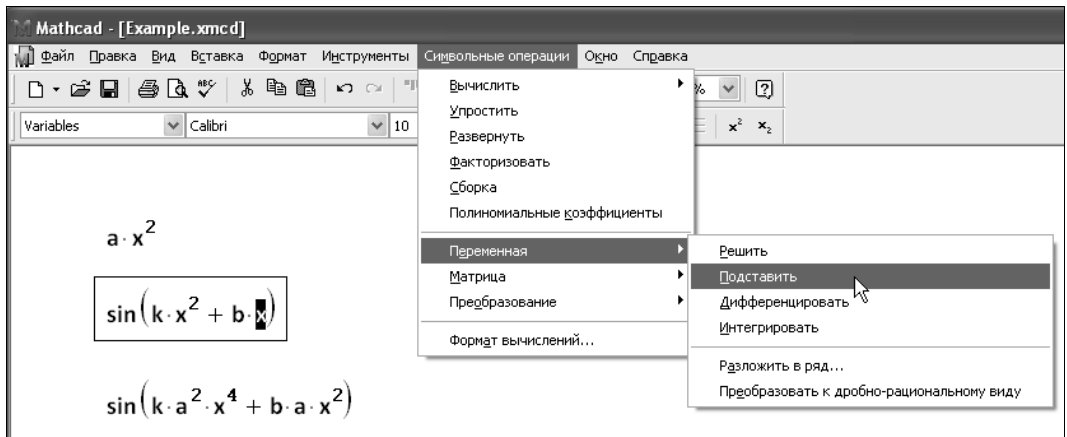 Mathcad - [Example.xmcd]
Файл Правка Вид Вставка Формат Инструменты Символьные операции Окно Справка
Variables Calibri 10 x² x₂
Вычислить
Упростить
Развернуть
Факторизовать
Сборка
Полиномиальные коэффициенты
Переменная
Матрица
Преобразование
Формат вычислений...
Решить
Подставить
Дифференцировать
Интегрировать
Разложить в ряд...
Преобразовать к дробно-рациональному виду
a·x²
sin(k·x² + b·x)
sin(k·a²·x⁴ + b·a·x²)